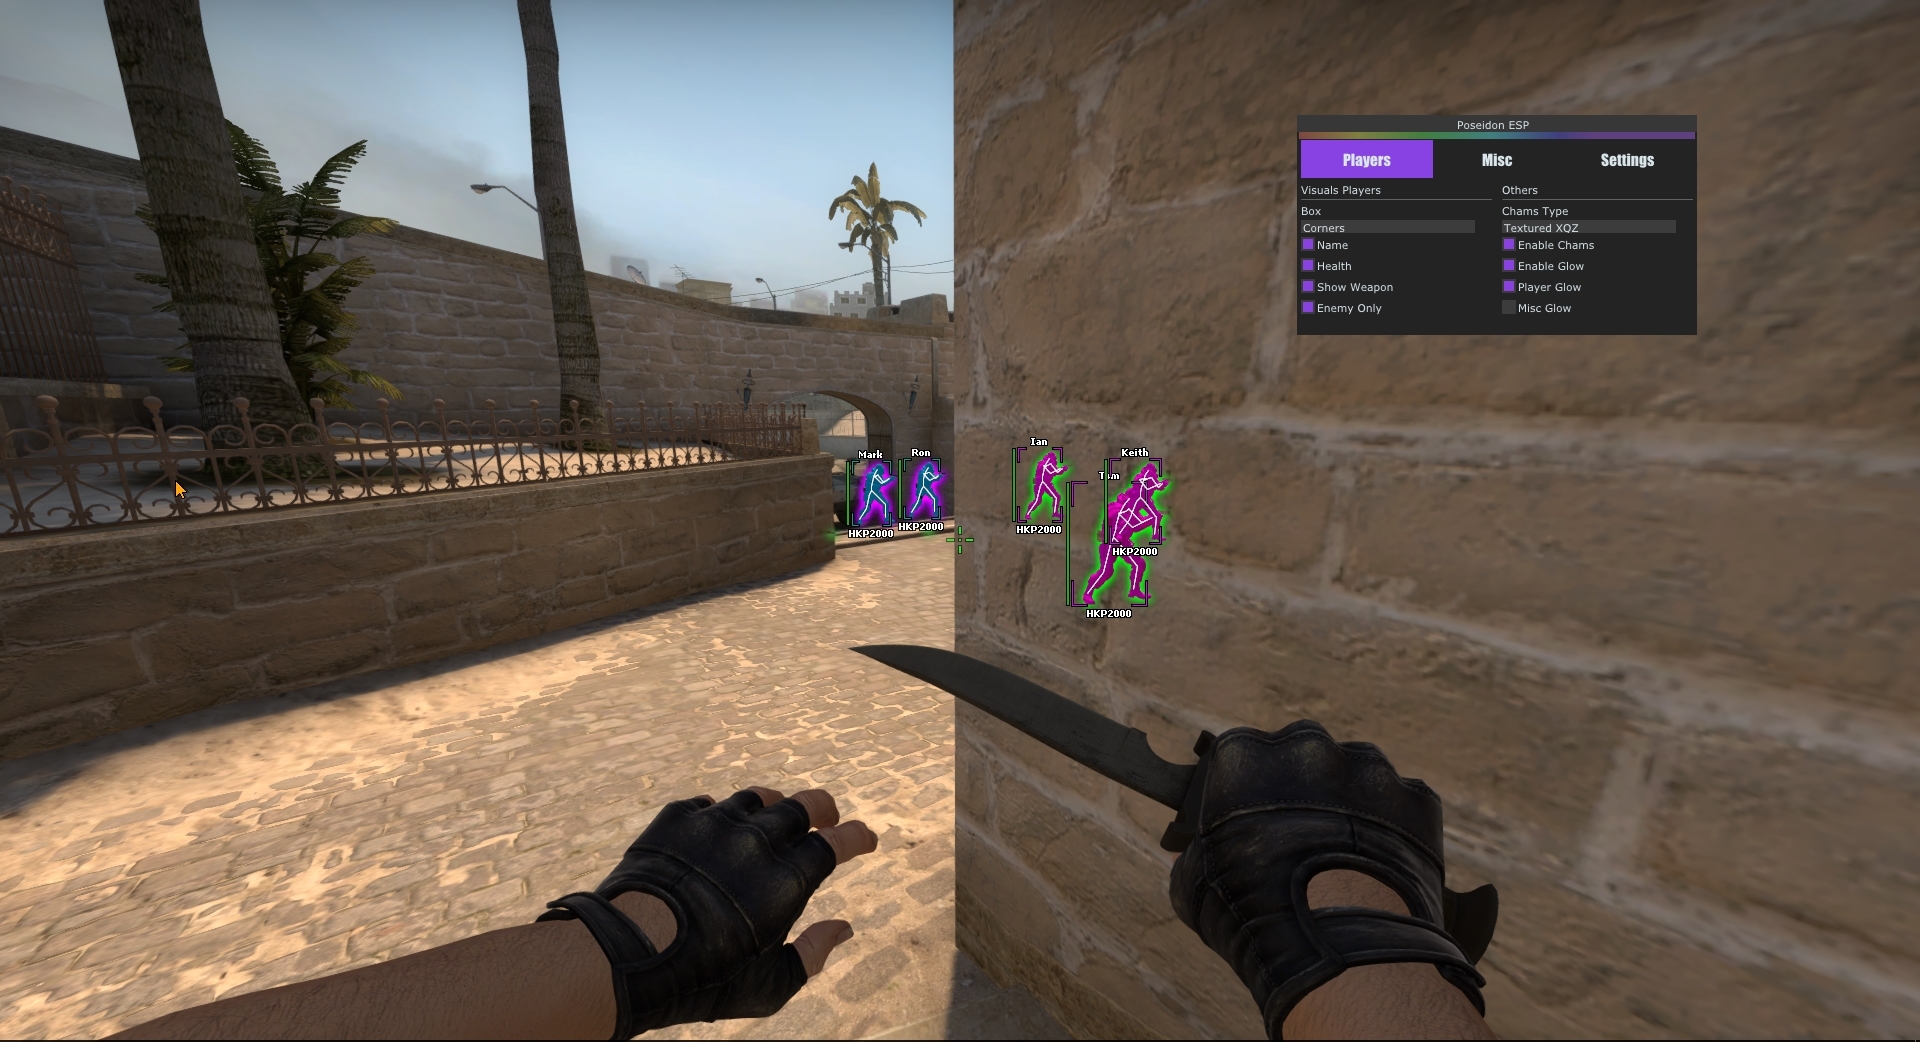 Poseidon ESP
Players Misc Settings
Visuals Players
Box
Corners
Name
Health
Show Weapon
Enemy Only
Others
Chams Type
Textured XQZ
Enable Chams
Enable Glow
Player Glow
Misc Glow
Mark
HKP2000
Ron
HKP2000
Ian
HKP2000
Keith
HKP2000
HKP2000